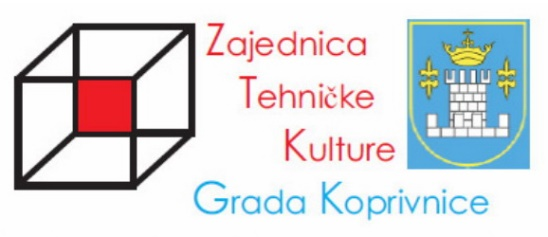 Zajednica
Tehničke
Kulture
Grada Koprivnice